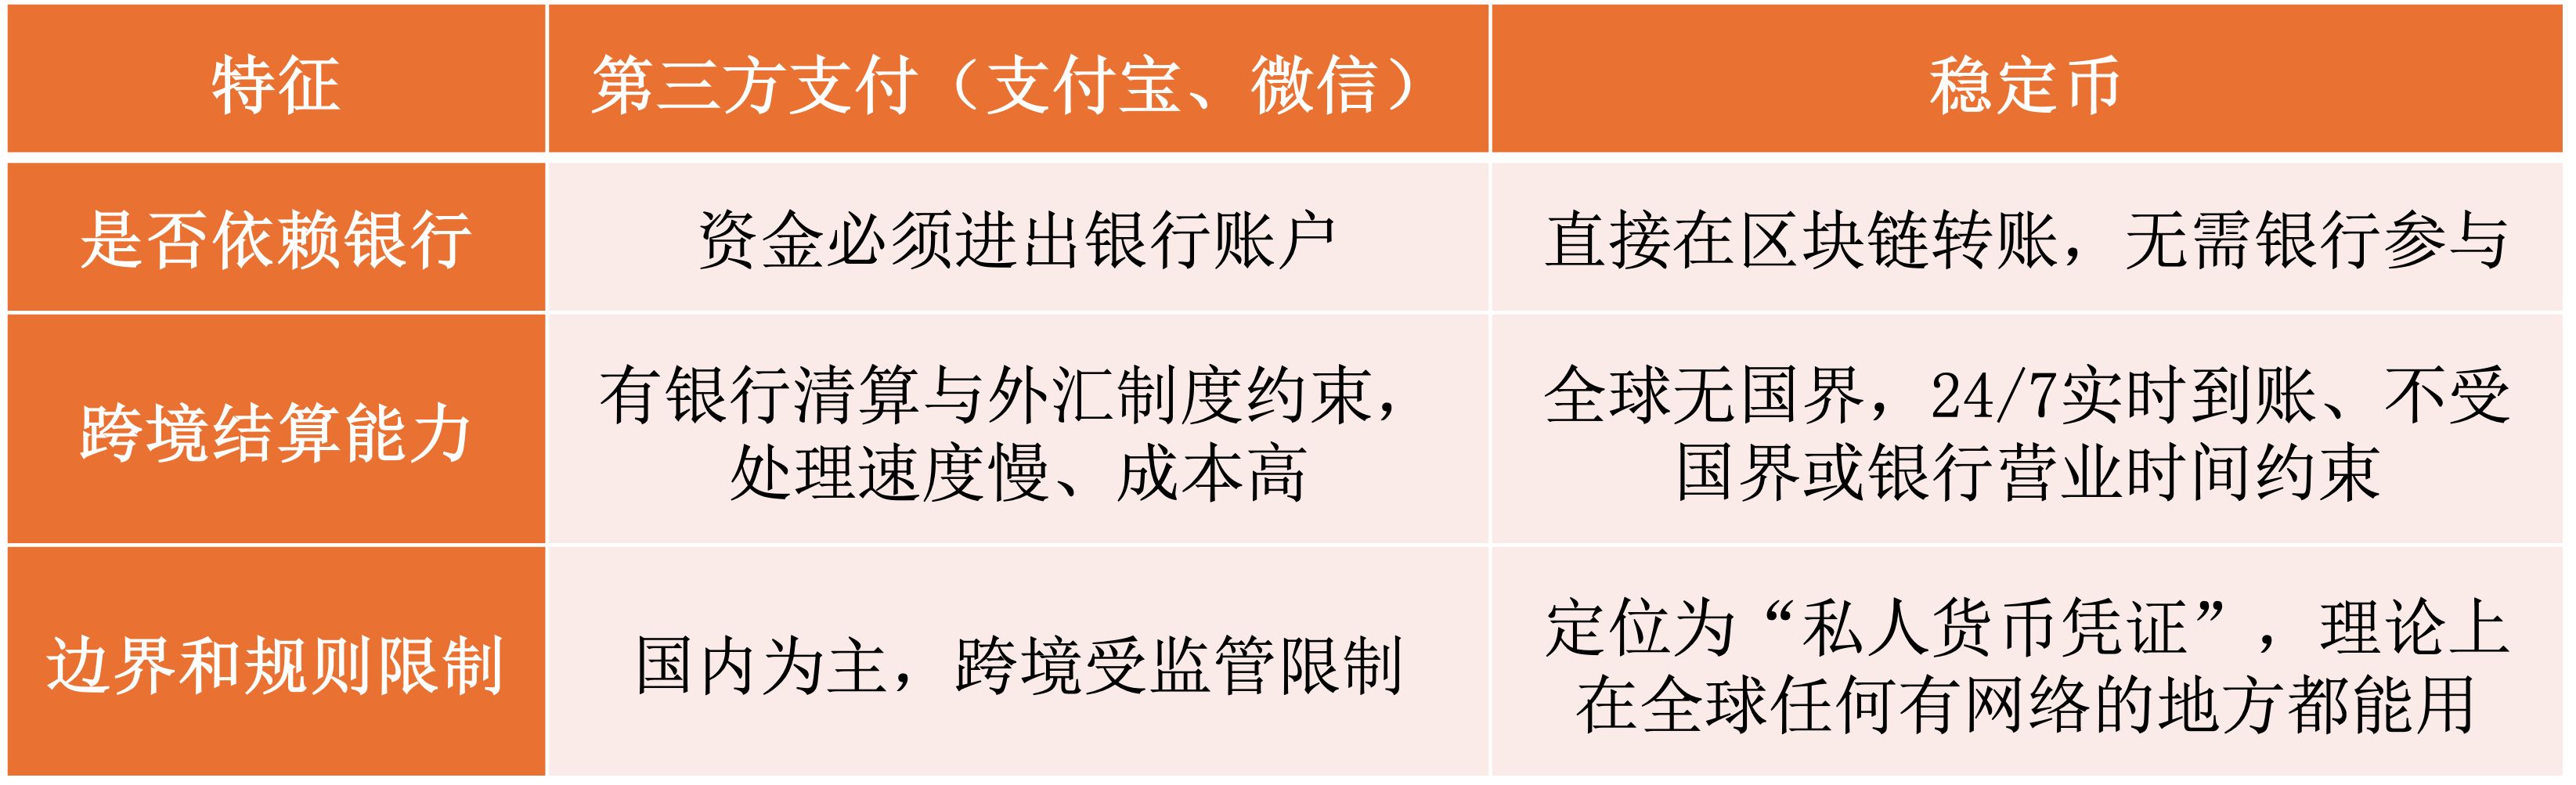 特征
第三方支付（支付宝、微信）
稳定币
是否依赖银行
资金必须进出银行账户
直接在区块链转账，无需银行参与
跨境结算能力
有银行清算与外汇制度约束，
处理速度慢、成本高
全球无国界，24/7实时到账、不受
国界或银行营业时间约束
边界和规则限制
国内为主，跨境受监管限制
定位为“私人货币凭证”，理论上
在全球任何有网络的地方都能用